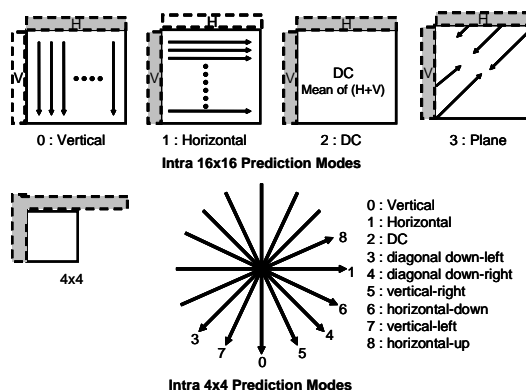 H
H
H
H
V
V
V
V
DC
Mean of (H+V)
0 : Vertical
1 : Horizontal
2 : DC
3 : Plane
Intra 16x16 Prediction Modes
4x4
8
1
6
4
5
0
7
3
0 : Vertical
1 : Horizontal
2 : DC
3 : diagonal down-left
4 : diagonal down-right
5 : vertical-right
6 : horizontal-down
7 : vertical-left
8 : horizontal-up
Intra 4x4 Prediction Modes